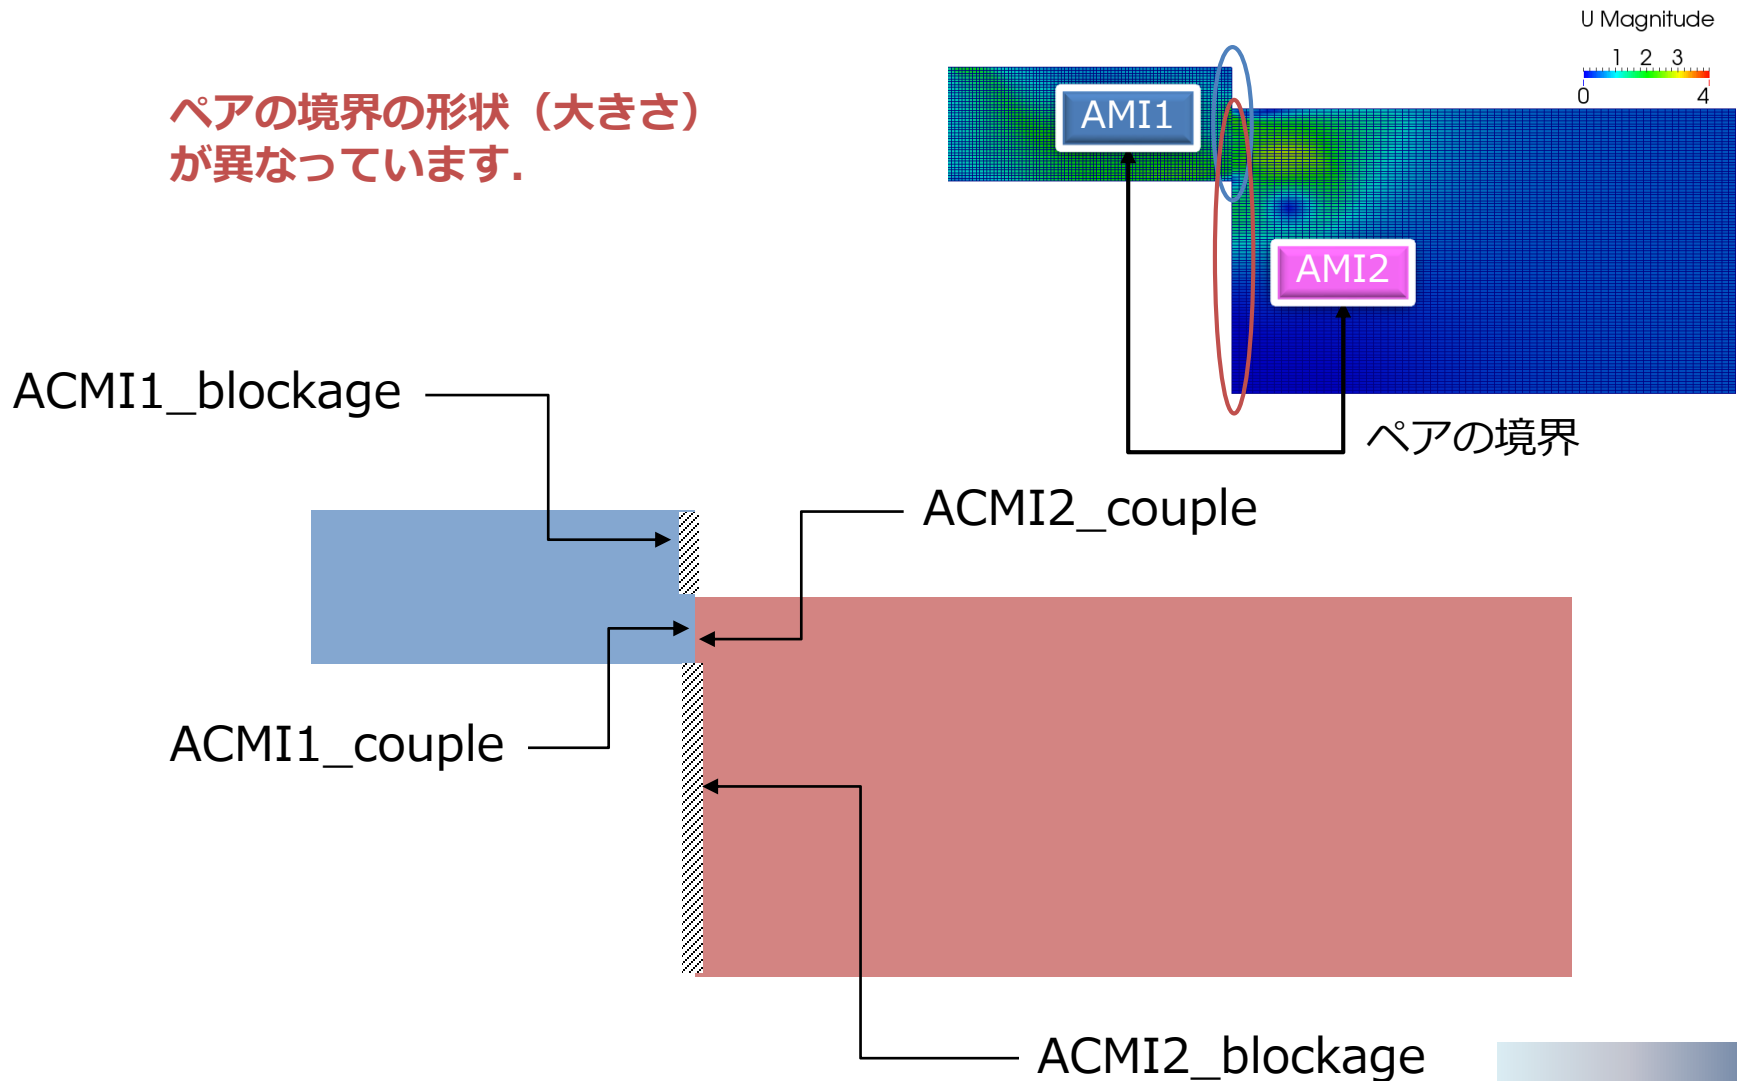 U Magnitude
1 2 3
0 4
ペアの境界の形状（大きさ）
が異なっています．
AMI1
AMI2
ペアの境界
ACMI1_blockage
ACMI2_couple
ACMI1_couple
ACMI2_blockage